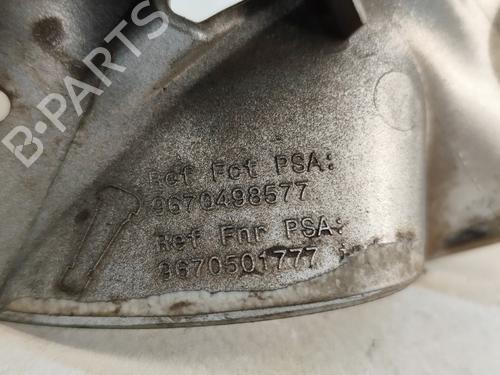 B-PARTS
Ref Fct PSA:
9670498577
Ref Fnr PSA:
9670501777